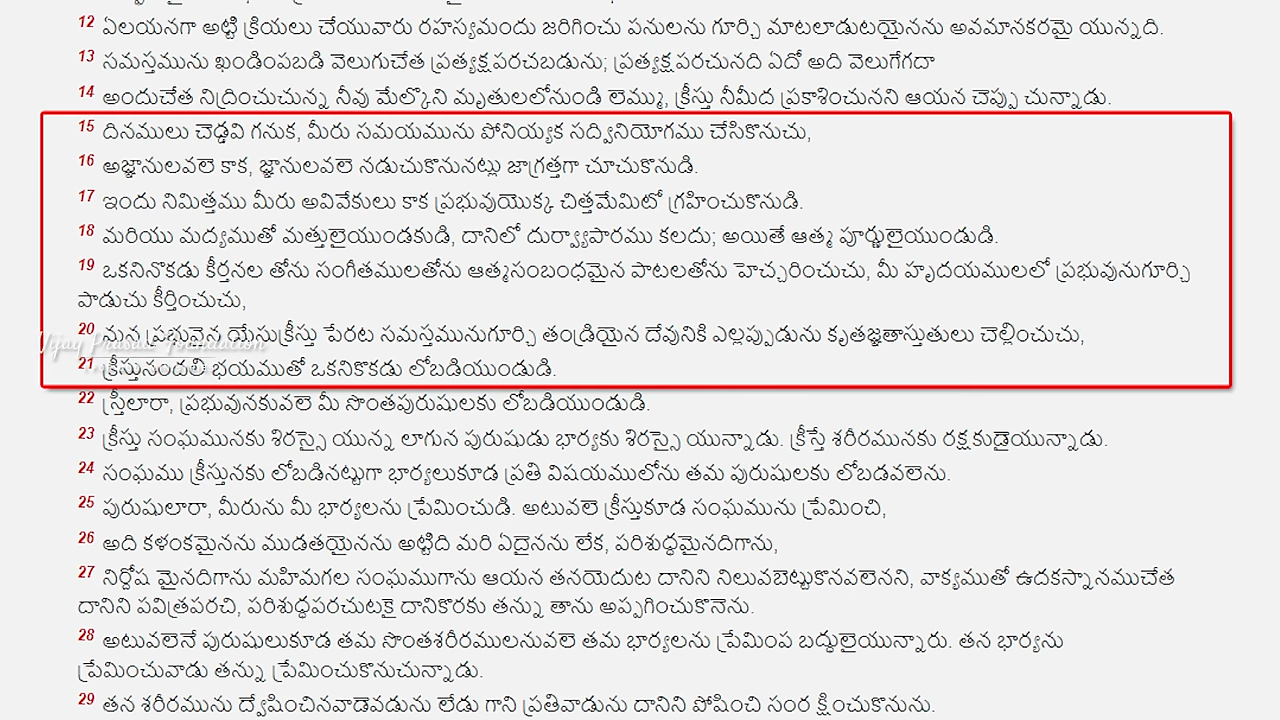 12 ఏలయనగా అట్టి క్రియలు చేయువారు రహస్యమందు జరిగించు పనులను గూర్చి మాటలాడుటయైనను అవమానకరమై యున్నది.
13 సమస్తమును ఖండింపబడి వెలుగుచేత ప్రత్యక్షపరచబడును; ప్రత్యక్షపరచునది ఏదో అది వెలుగేగదా
14 అందుచేత నిద్రించుచున్న నీవు మేల్కొని మృతులలోనుండి లెమ్ము, క్రీస్తు నీమీద ప్రకాశించునని ఆయన చెప్పు చున్నాడు.
15 దినములు చెడ్డవి గనుక, మీరు సమయమును పోనియ్యక సద్వినియోగము చేసికొనుచు,
16 అజ్ఞానులవలె కాక, జ్ఞానులవలె నడుచుకొనునట్లు జాగ్రత్తగా చూచుకొనుడి.
17 ఇందు నిమిత్తము మీరు అవివేకులు కాక ప్రభువుయొక్క చిత్తమేమిటో గ్రహించుకొనుడి.
18 మరియు మద్యముతో మత్తులైయుండకుడి, దానిలో దుర్వ్యాపారము కలదు; అయితే ఆత్మ పూర్ణులైయుండుడి.
19 ఒకనినొకడు కీర్తనల తోను సంగీతములతోను ఆత్మసంబంధమైన పాటలతోను హెచ్చరించుచు, మీ హృదయములలో ప్రభువునుగూర్చి
పాడుచు కీర్తించుచు,
20 మన ప్రభువైన యేసుక్రీస్తు పేరట సమస్తమునుగూర్చి తండ్రియైన దేవునికి ఎల్లప్పుడును కృతజ్ఞతాస్తుతులు చెల్లించుచు,
Vijay Prasad Foundation
21 క్రీస్తునందలి భయముతో ఒకనికొకడు లోబడియుండుడి.
22 స్త్రీలారా, ప్రభువునకువలె మీ సొంతపురుషులకు లోబడియుండుడి.
23 క్రీస్తు సంఘమునకు శిరస్సై యున్న లాగున పురుషుడు భార్యకు శిరస్సై యున్నాడు. క్రీస్తే శరీరమునకు రక్షకుడైయున్నాడు.
24 సంఘము క్రీస్తునకు లోబడినట్టుగా భార్యలుకూడ ప్రతి విషయములోను తమ పురుషులకు లోబడవలెను.
25 పురుషులారా, మీరును మీ భార్యలను ప్రేమించుడి. అటువలె క్రీస్తుకూడ సంఘమును ప్రేమించి,
26 అది కళంకమైనను ముడతయైనను అట్టిది మరి ఏదైనను లేక, పరిశుద్ధమైనదిగాను,
27 నిర్దోష మైనదిగాను మహిమగల సంఘముగాను ఆయన తనయెదుట దానిని నిలువబెట్టుకొనవలెనని, వాక్యముతో ఉదకస్నానముచేత
దానిని పవిత్రపరచి, పరిశుద్ధపరచుటకై దానికొరకు తన్ను తాను అప్పగించుకొనెను.
28 అటువలెనే పురుషులుకూడ తమ సొంతశరీరములనువలె తమ భార్యలను ప్రేమింప బద్ధులైయున్నారు. తన భార్యను
ప్రేమించువాడు తన్ను ప్రేమించుకొనుచున్నాడు.
29 తన శరీరమును ద్వేషించినవాడెవడును లేడు గాని ప్రతివాడును దానిని పోషించి సంర క్షించుకొనును.